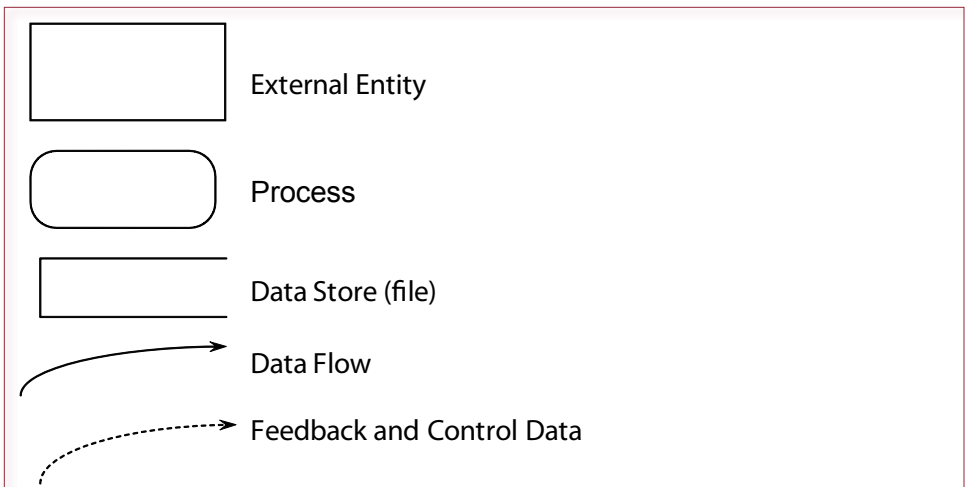 External Entity
Process
Data Store (file)
Data Flow
Feedback and Control Data